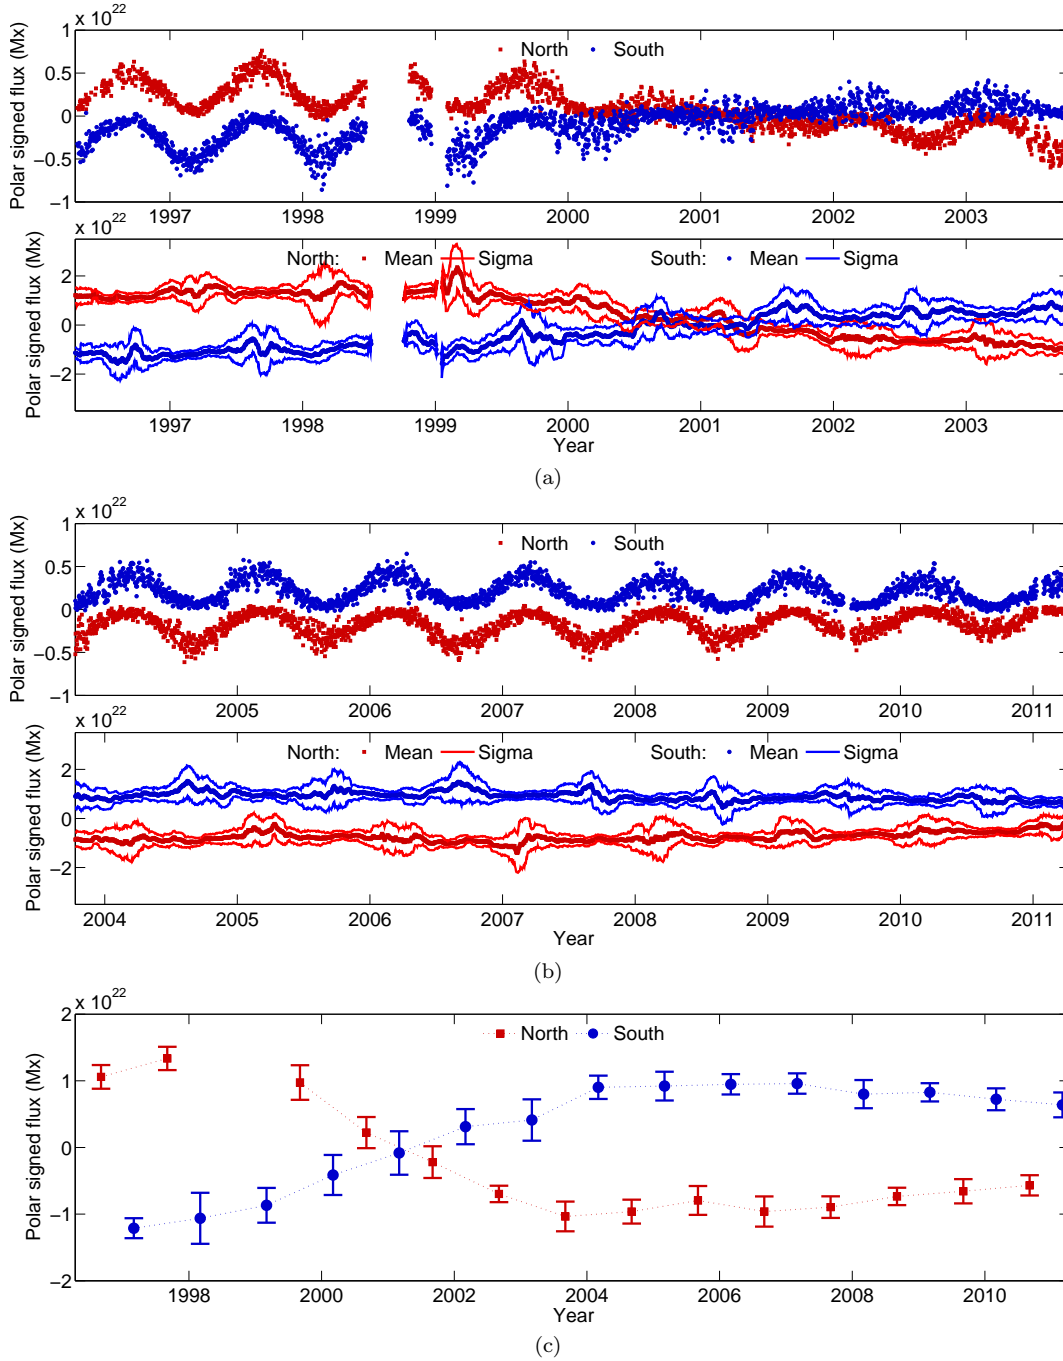 x 10^22
Polar signed flux (Mx)
1
0.5
0
−0.5
−1
North South
1997 1998 1999 2000 2001 2002 2003
x 10^22
Polar signed flux (Mx)
2
0
−2
North: Mean Sigma South: Mean Sigma
1997 1998 1999 2000 2001 2002 2003
Year
(a)
x 10^22
Polar signed flux (Mx)
1
0.5
0
−0.5
−1
North South
2005 2006 2007 2008 2009 2010 2011
x 10^22
Polar signed flux (Mx)
2
0
−2
North: Mean Sigma South: Mean Sigma
2004 2005 2006 2007 2008 2009 2010 2011
Year
(b)
x 10^22
Polar signed flux (Mx)
2
1
0
−1
−2
North South
1998 2000 2002 2004 2006 2008 2010
Year
(c)